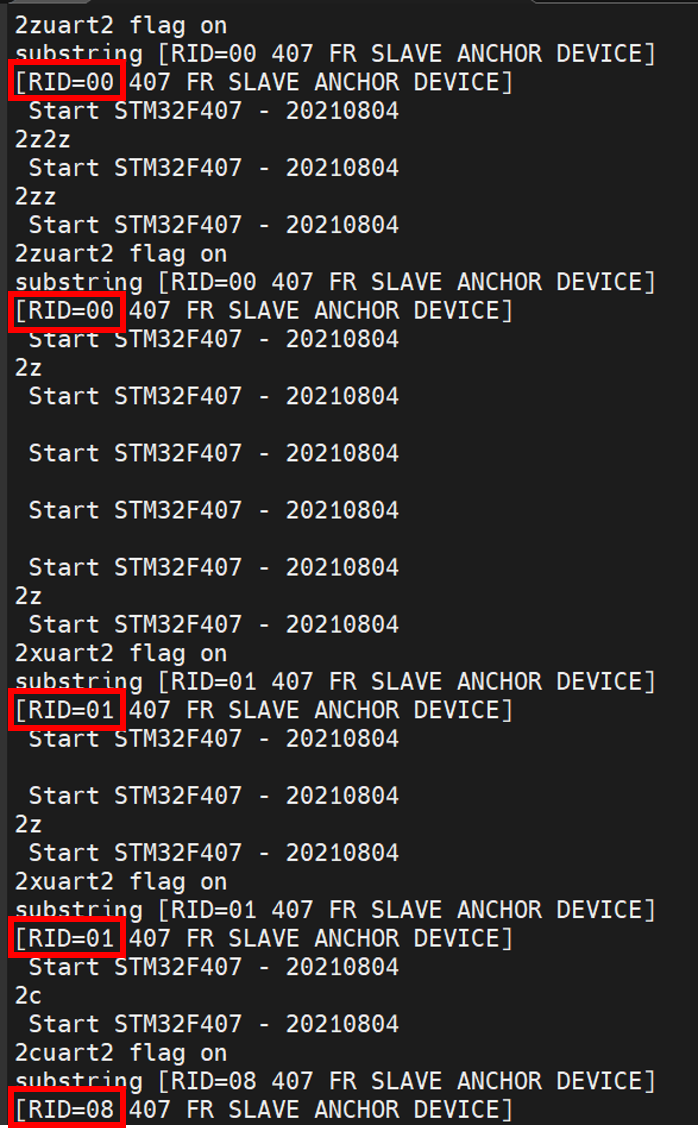 2zuart2 flag on
substring [RID=00 407 FR SLAVE ANCHOR DEVICE]
[RID=00 407 FR SLAVE ANCHOR DEVICE]
Start STM32F407 - 20210804
2z2z
Start STM32F407 - 20210804
2zz
Start STM32F407 - 20210804
2zuart2 flag on
substring [RID=00 407 FR SLAVE ANCHOR DEVICE]
[RID=00 407 FR SLAVE ANCHOR DEVICE]
Start STM32F407 - 20210804
2z
Start STM32F407 - 20210804
Start STM32F407 - 20210804
Start STM32F407 - 20210804
Start STM32F407 - 20210804
2z
Start STM32F407 - 20210804
2xuart2 flag on
substring [RID=01 407 FR SLAVE ANCHOR DEVICE]
[RID=01 407 FR SLAVE ANCHOR DEVICE]
Start STM32F407 - 20210804
Start STM32F407 - 20210804
2z
Start STM32F407 - 20210804
2xuart2 flag on
substring [RID=01 407 FR SLAVE ANCHOR DEVICE]
[RID=01 407 FR SLAVE ANCHOR DEVICE]
Start STM32F407 - 20210804
2c
Start STM32F407 - 20210804
2cuart2 flag on
substring [RID=08 407 FR SLAVE ANCHOR DEVICE]
[RID=08 407 FR SLAVE ANCHOR DEVICE]